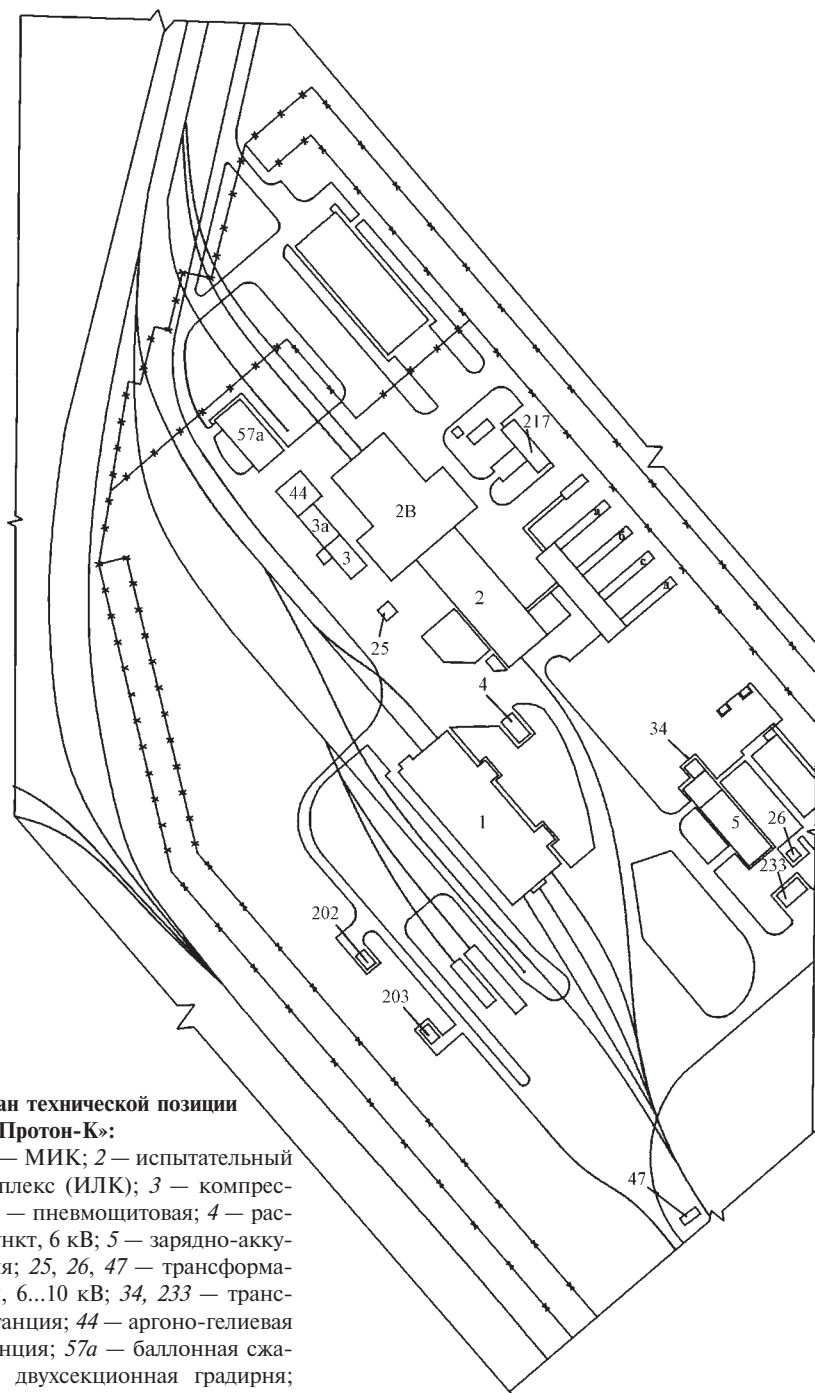 57а
217
44
2В
3а
3
а
б
с
д
2
25
4
34
1
5
26
233
202
203
ан технической позиции
Протон-К»:
— МИК; 2 — испытательный
плекс (ИЛК); 3 — компрес-
— пневмощитовая; 4 — рас-
нкт, 6 кВ; 5 — зарядно-акку-
ия; 25, 26, 47 — трансформа-
, 6...10 кВ; 34, 233 — транс-
танция; 44 — аргоно-гелиевая
нция; 57а — баллонная сжа-
двухсекционная градирня;
47